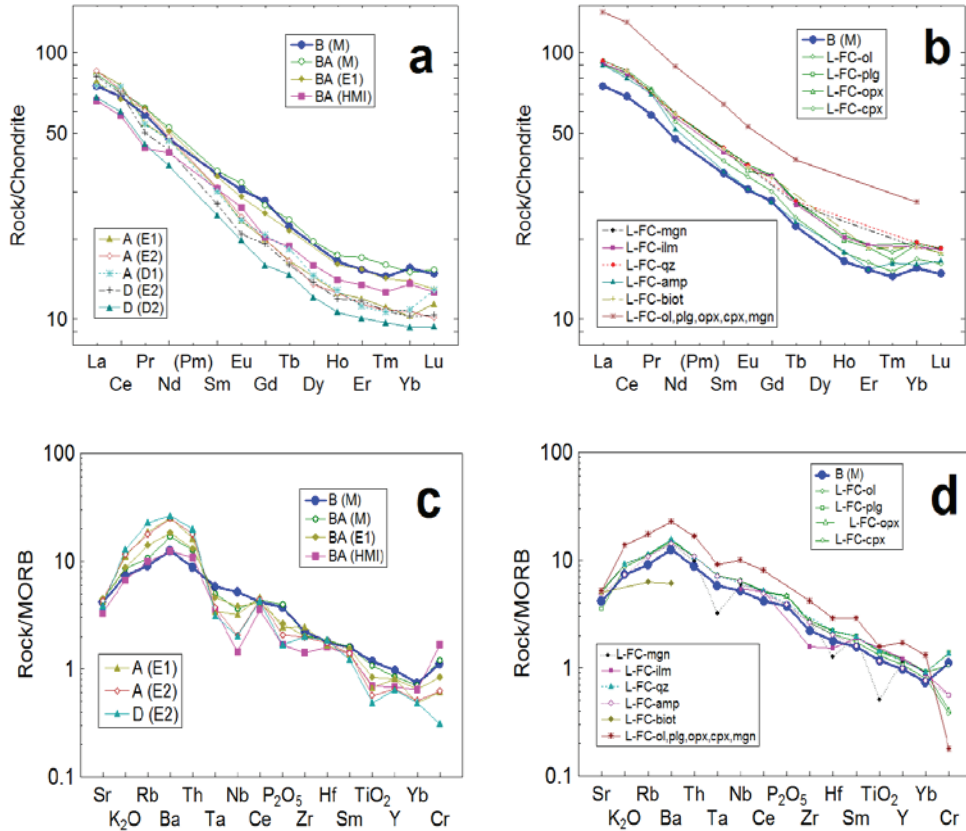 a
Rock/Chondrite
100
50
10
B (M)
BA (M)
BA (E1)
BA (HMI)
A (E1)
A (E2)
A (D1)
D (E2)
D (D2)
La Pr (Pm) Eu Tb Ho Tm Lu
Ce Nd Sm Gd Dy Er Yb
b
Rock/Chondrite
100
50
10
B (M)
L-FC-ol
L-FC-plg
L-FC-opx
L-FC-cpx
L-FC-mgn
L-FC-ilm
L-FC-qz
L-FC-amp
L-FC-biot
L-FC-ol,plg,opx,cpx,mgn
La Pr (Pm) Eu Tb Ho Tm Lu
Ce Nd Sm Gd Dy Er Yb
c
Rock/MORB
100
10
1
0.1
B (M)
BA (M)
BA (E1)
BA (HMI)
A (E1)
A (E2)
D (E2)
Sr Rb Th Nb P₂O₅ Hf TiO₂ Yb
K₂O Ba Ta Ce Zr Sm Y Cr
d
Rock/MORB
100
10
1
0.1
B (M)
L-FC-ol
L-FC-plg
L-FC-opx
L-FC-cpx
L-FC-mgn
L-FC-ilm
L-FC-qz
L-FC-amp
L-FC-biot
L-FC-ol,plg,opx,cpx,mgn
Sr Rb Th Nb P₂O₅ Hf TiO₂ Yb
K₂O Ba Ta Ce Zr Sm Y Cr